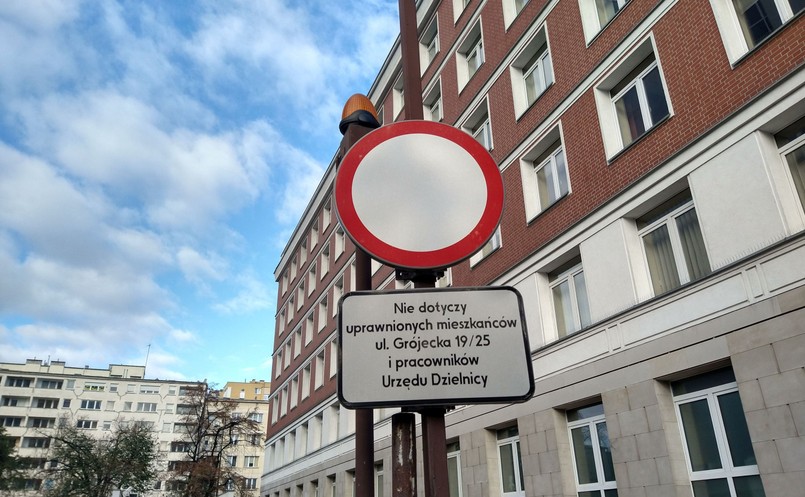 Nie dotyczy
uprawnionych mieszkańców
ul. Grójecka 19/25
i pracowników
Urzędu Dzielnicy